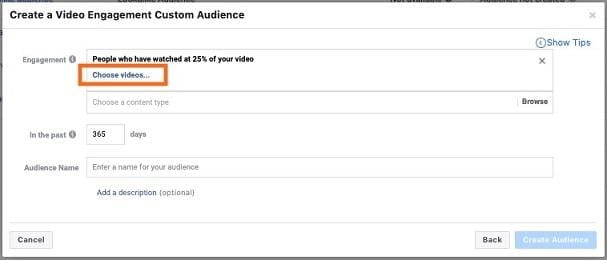 Create a Video Engagement Custom Audience
Show Tips
Engagement
People who have watched at 25% of your video
Choose videos...
Choose a content type
Browse
In the past
365
days
Audience Name
Enter a name for your audience
Add a description (optional)
Cancel
Back
Create Audience